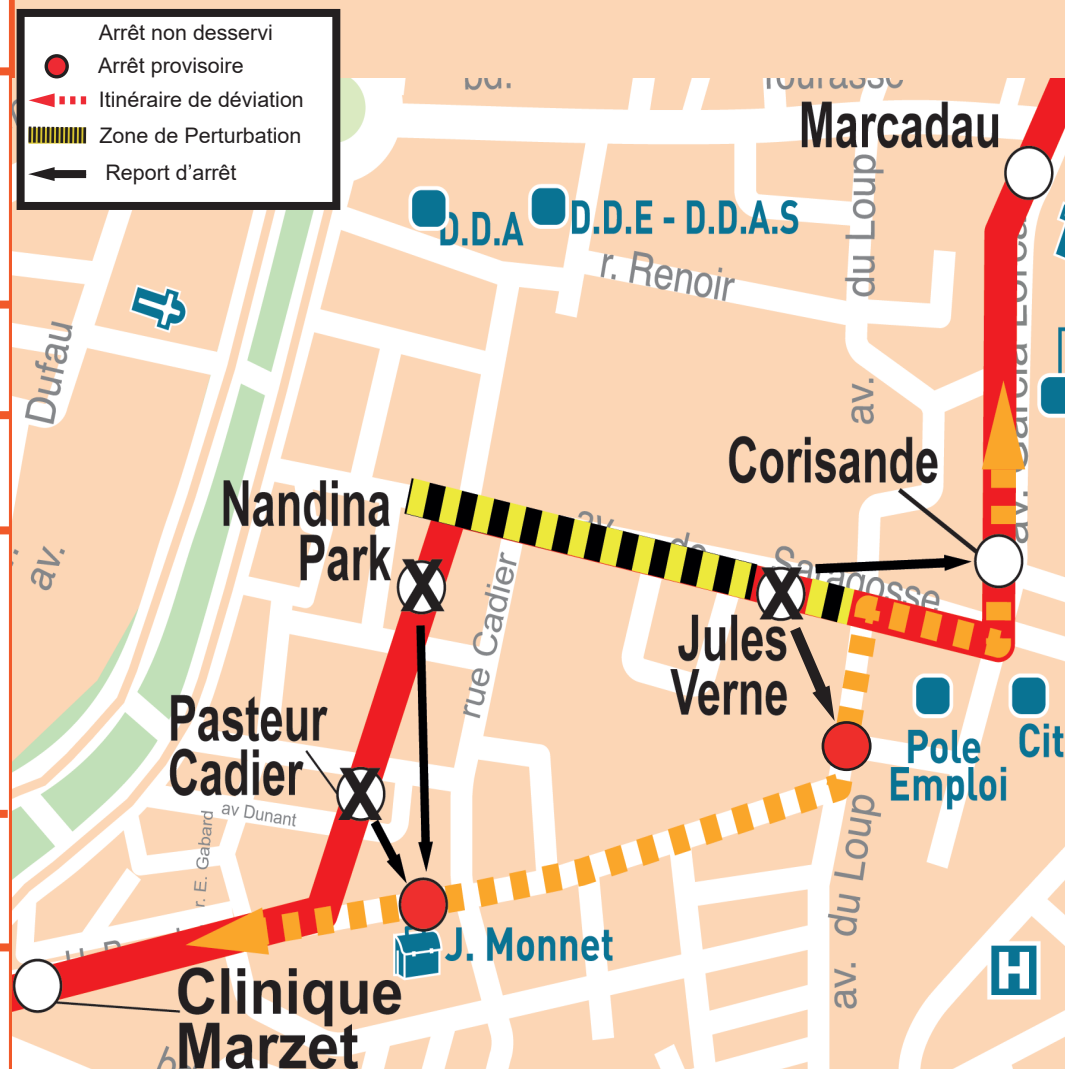 Arrêt non desservi
Arrêt provisoire
Itinéraire de déviation
Zone de Perturbation
Report d’arrêt
bd.
Tourasse
Marcadau
D.D.A
D.D.E - D.D.A.S
du Loup
r. Renoir
Dufau
av.
av.
Corisande
av. Garcia Lorca
Nandina
Park
X
av. de Saragosse
X
rue Cadier
Jules
Verne
Pasteur
Cadier
X
Pole
Emploi
Cit
av Dunant
r. E. Gabard
av. du Loup
J. Monnet
H
Clinique
Marzet